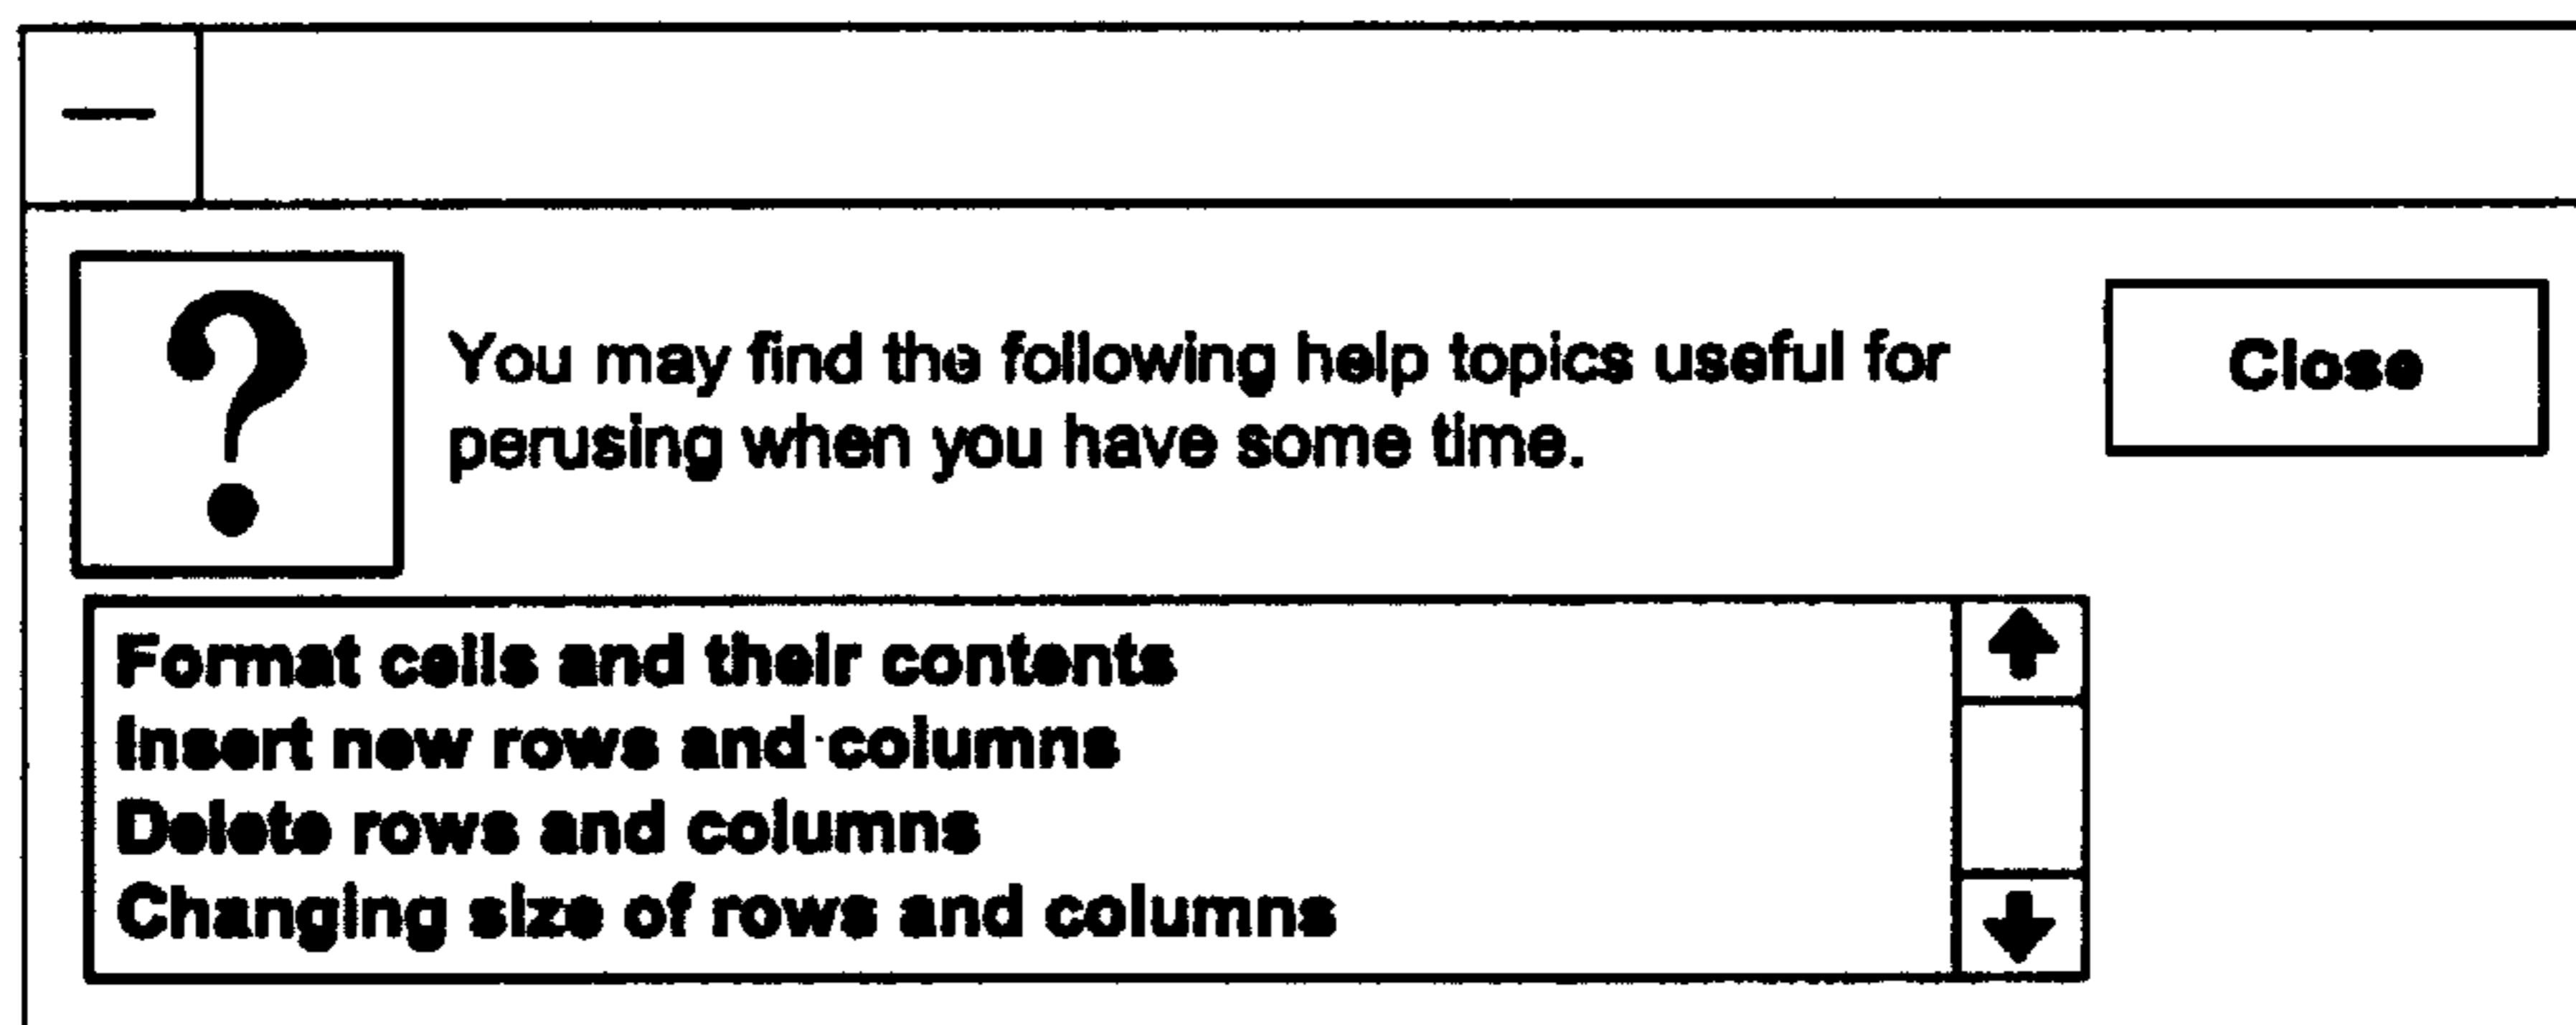 ?
You may find the following help topics useful for
perusing when you have some time.
Close
Format cells and their contents
Insert new rows and columns
Delete rows and columns
Changing size of rows and columns